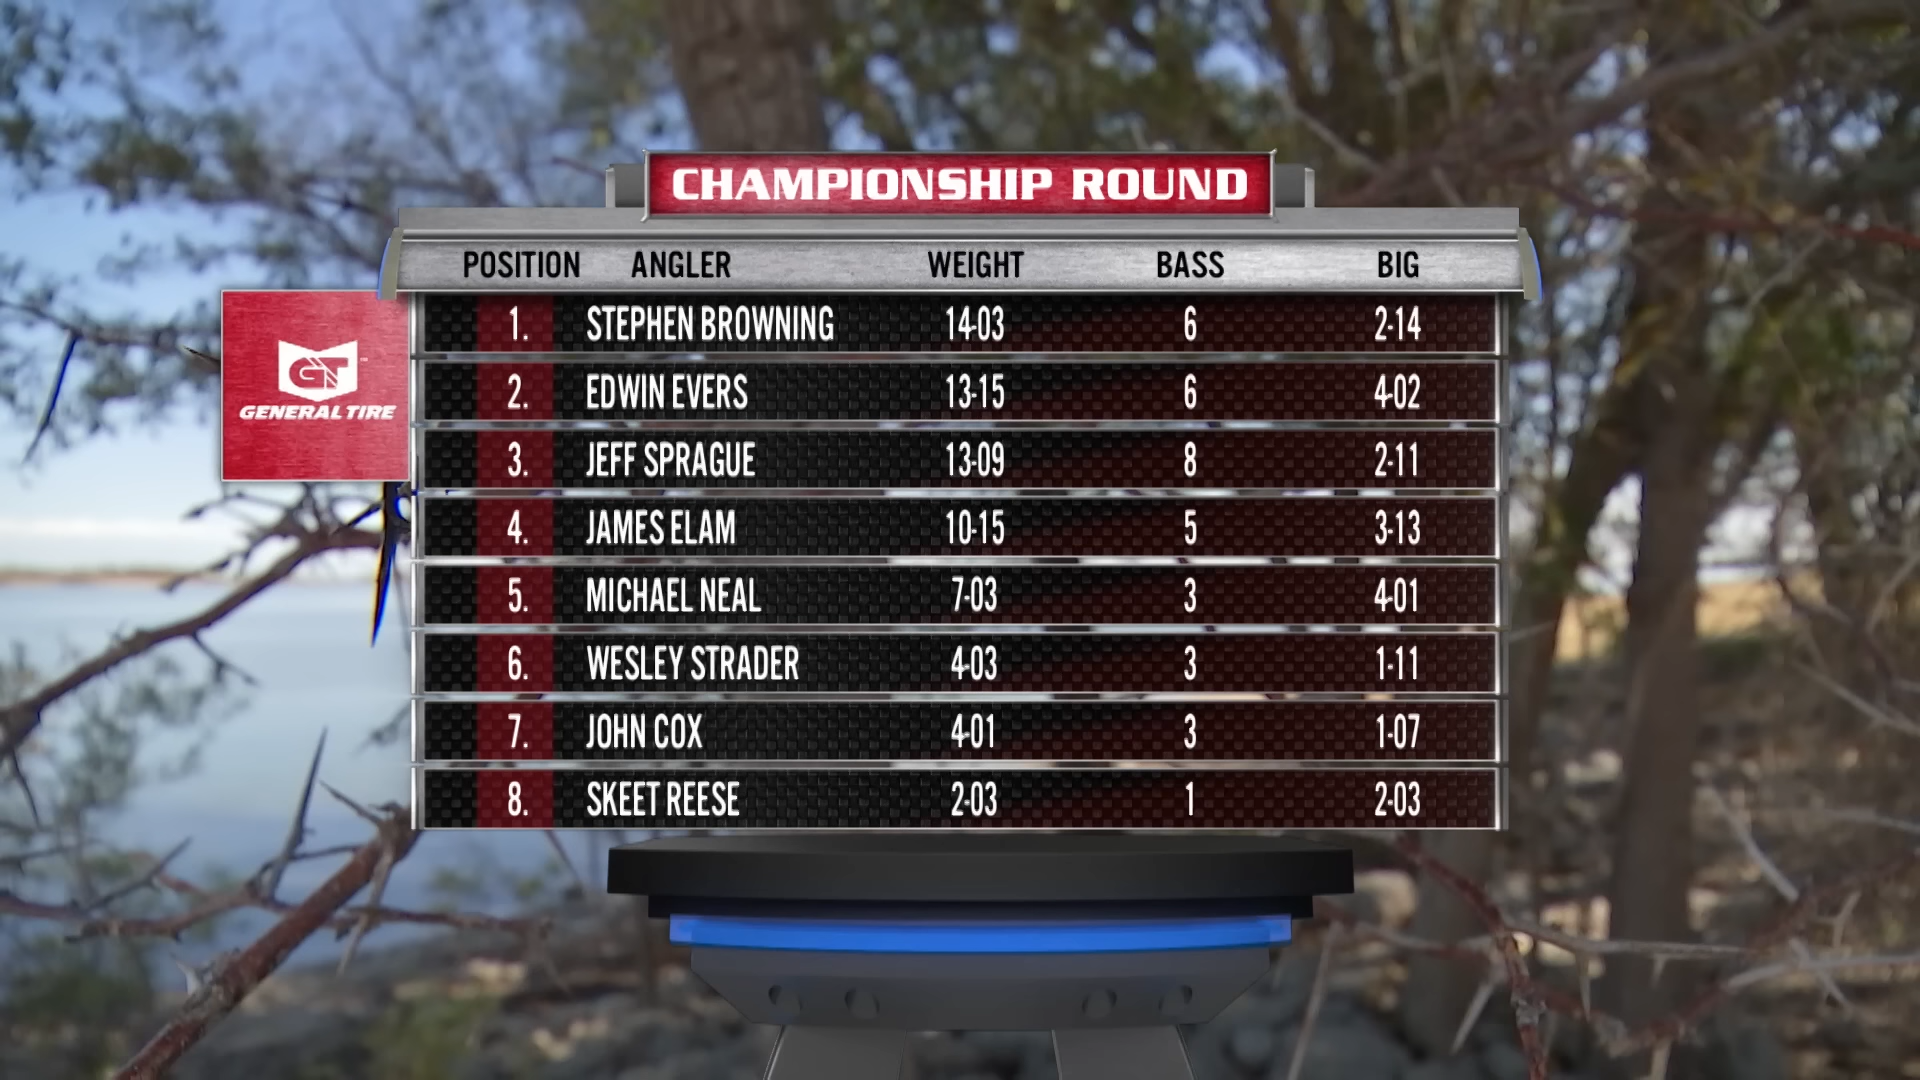 CHAMPIONSHIP ROUND
POSITION ANGLER WEIGHT BASS BIG
1. STEPHEN BROWNING 14-03 6 2-14
2. EDWIN EVERS 13-15 6 4-02
3. JEFF SPRAGUE 13-09 8 2-11
4. JAMES ELAM 10-15 5 3-13
5. MICHAEL NEAL 7-03 3 4-01
6. WESLEY STRADER 4-03 3 1-11
7. JOHN COX 4-01 3 1-07
8. SKEET REESE 2-03 1 2-03
GT™
GENERAL TIRE